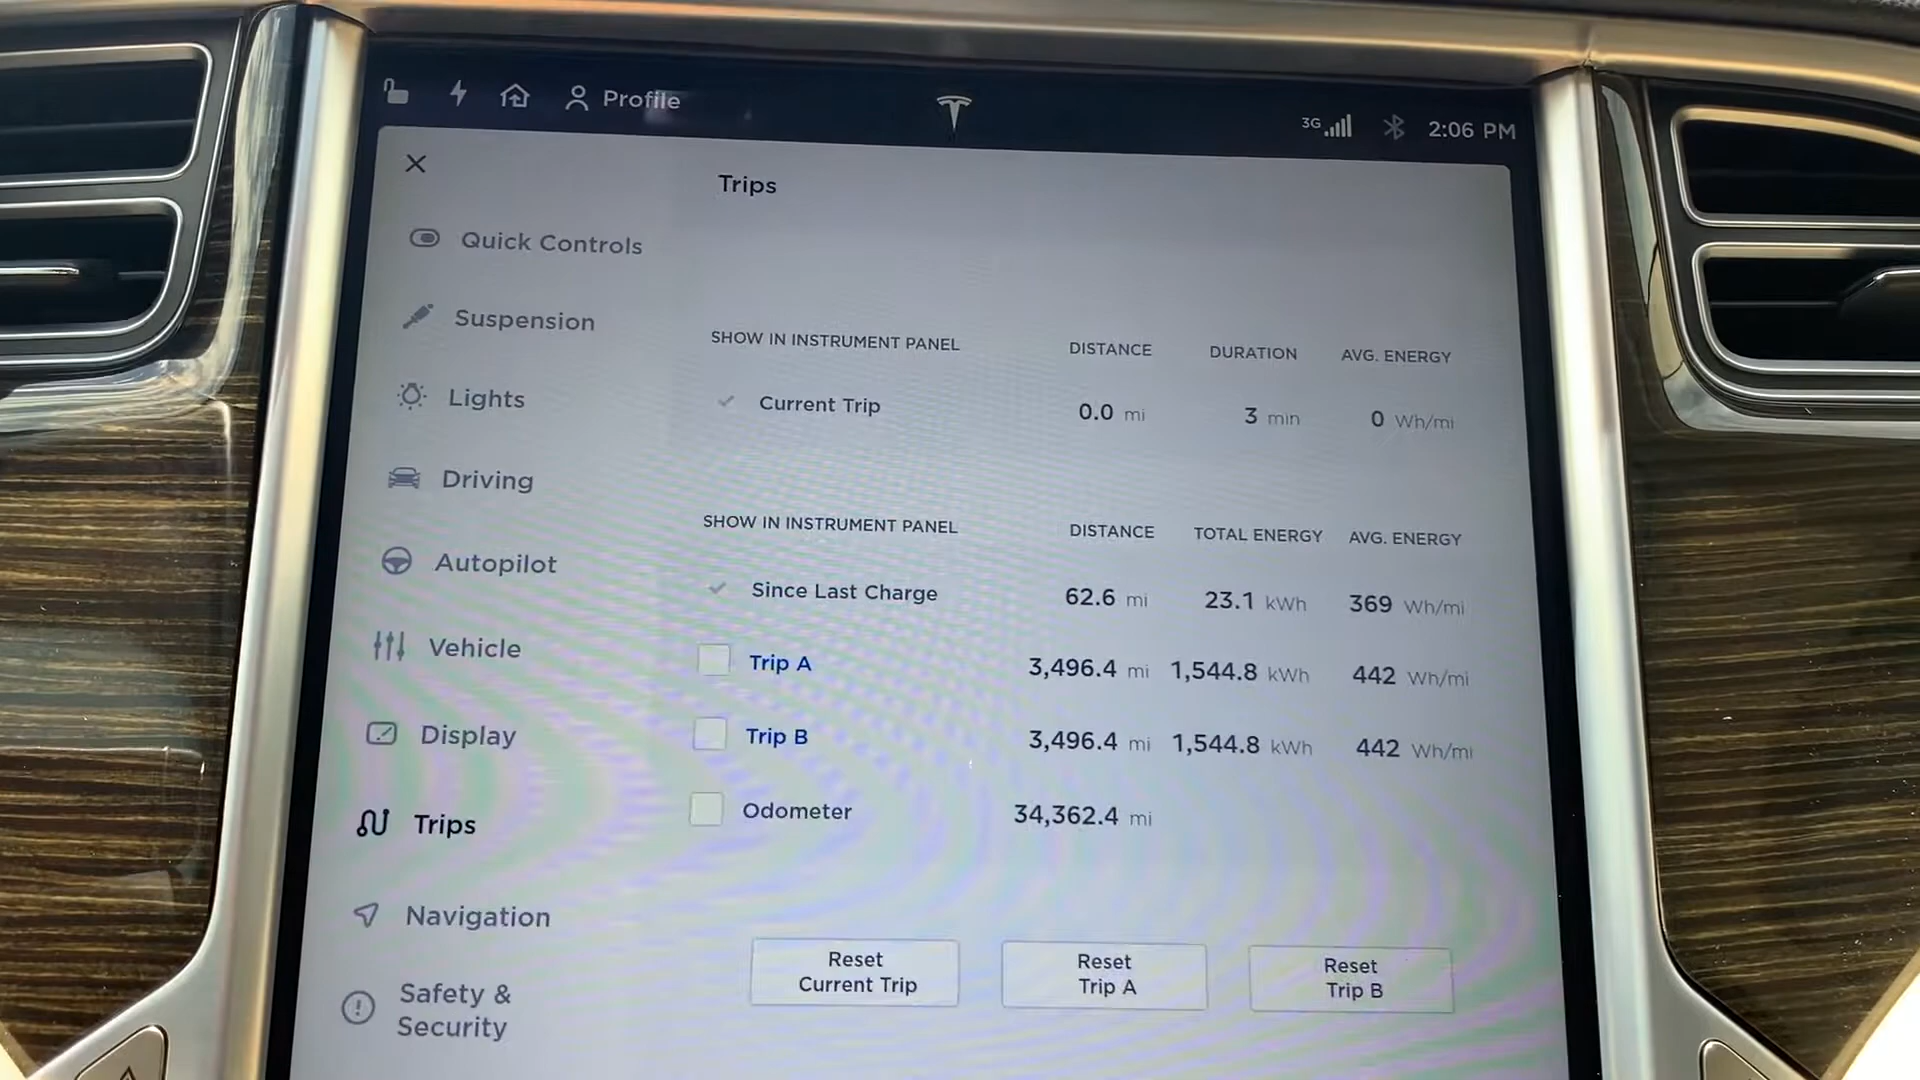 Profile
3G
2:06 PM
Trips
Quick Controls
Suspension
Lights
Driving
Autopilot
Vehicle
Display
Trips
Navigation
Safety &
Security
SHOW IN INSTRUMENT PANEL DISTANCE DURATION AVG. ENERGY
Current Trip 0.0 mi 3 min 0 Wh/mi
SHOW IN INSTRUMENT PANEL DISTANCE TOTAL ENERGY AVG. ENERGY
Since Last Charge 62.6 mi 23.1 kWh 369 Wh/mi
Trip A 3,496.4 mi 1,544.8 kWh 442 Wh/mi
Trip B 3,496.4 mi 1,544.8 kWh 442 Wh/mi
Odometer 34,362.4 mi
Reset
Current Trip
Reset
Trip A
Reset
Trip B